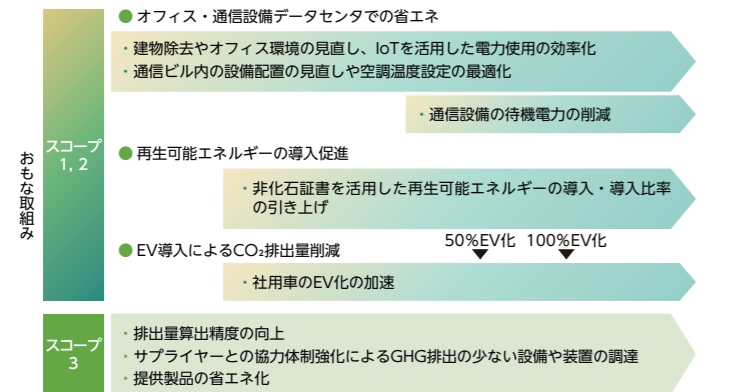 おもな取組み
スコープ
1, 2
● オフィス・通信設備データセンタでの省エネ
・建物除去やオフィス環境の見直し、IoTを活用した電力使用の効率化
・通信ビル内の設備配置の見直しや空調温度設定の最適化
・通信設備の待機電力の削減
● 再生可能エネルギーの導入促進
・非化石証書を活用した再生可能エネルギーの導入・導入比率
の引き上げ
● EV導入によるCO₂排出量削減
50%EV化 100%EV化
・社用車のEV化の加速
スコープ
3
・排出量算出精度の向上
・サプライヤーとの協力体制強化によるGHG排出の少ない設備や装置の調達
・提供製品の省エネ化